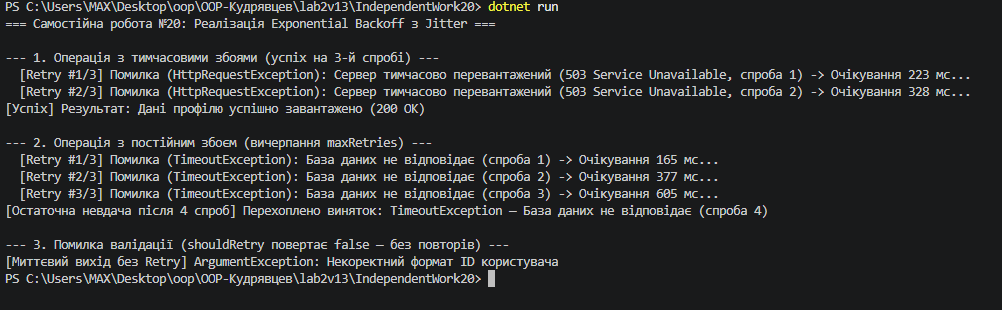 PS C:\Users\MAX\Desktop\oop\OOP-Кудрявцев\lab2v13\IndependentWork20> dotnet run
=== Самостійна робота №20: Реалізація Exponential Backoff з Jitter ===
--- 1. Операція з тимчасовими збоями (успіх на 3-й спробі) ---
[Retry #1/3] Помилка (HttpRequestException): Сервер тимчасово перевантажений (503 Service Unavailable, спроба 1) -> Очікування 223 мс...
[Retry #2/3] Помилка (HttpRequestException): Сервер тимчасово перевантажений (503 Service Unavailable, спроба 2) -> Очікування 328 мс...
[Успіх] Результат: Дані профілю успішно завантажено (200 OK)
--- 2. Операція з постійним збоєм (вичерпання maxRetries) ---
[Retry #1/3] Помилка (TimeoutException): База даних не відповідає (спроба 1) -> Очікування 165 мс...
[Retry #2/3] Помилка (TimeoutException): База даних не відповідає (спроба 2) -> Очікування 377 мс...
[Retry #3/3] Помилка (TimeoutException): База даних не відповідає (спроба 3) -> Очікування 605 мс...
[Остаточна невдача після 4 спроб] Перехоплено виняток: TimeoutException — База даних не відповідає (спроба 4)
--- 3. Помилка валідації (shouldRetry повертає false — без повторів) ---
[Миттєвий вихід без Retry] ArgumentException: Некоректний формат ID користувача
PS C:\Users\MAX\Desktop\oop\OOP-Кудрявцев\lab2v13\IndependentWork20>